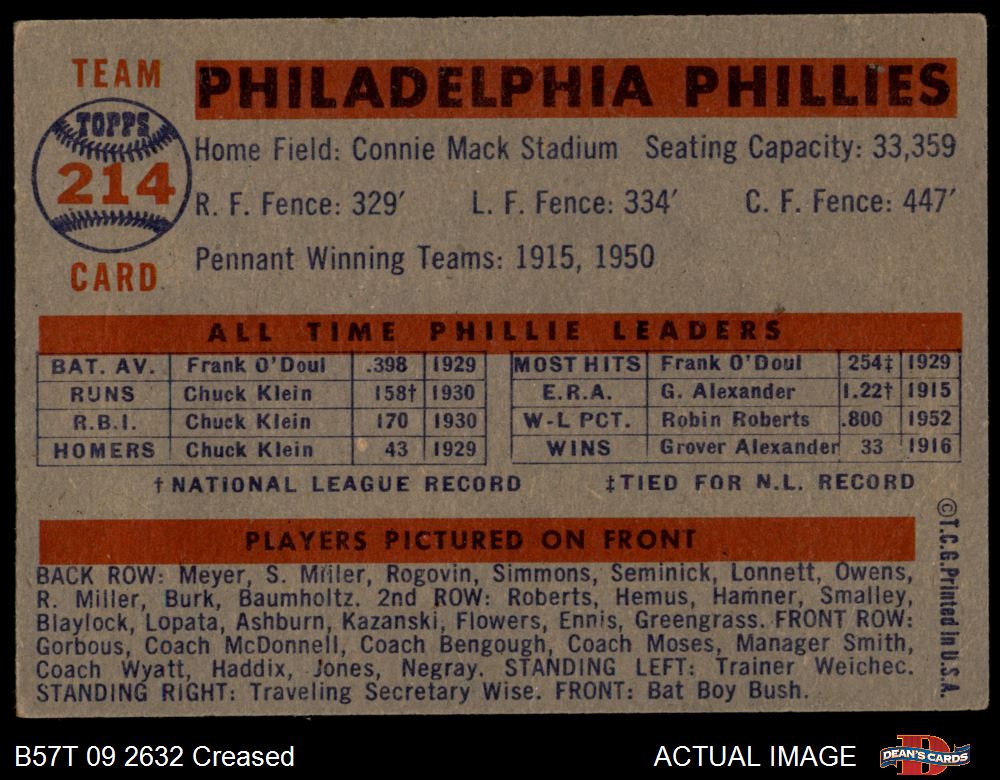 TEAM
TOPPS
214
CARD
PHILADELPHIA PHILLIES
Home Field: Connie Mack Stadium Seating Capacity: 33,359
R. F. Fence: 329′ L. F. Fence: 334′ C. F. Fence: 447′
Pennant Winning Teams: 1915, 1950
ALL TIME PHILLIE LEADERS
BAT. AV. Frank O'Doul .398 1929 MOST HITS Frank O'Doul 254‡ 1929
RUNS Chuck Klein 158† 1930 E.R.A. G. Alexander 1.22† 1915
R.B.I. Chuck Klein 170 1930 W-L PCT. Robin Roberts .800 1952
HOMERS Chuck Klein 43 1929 WINS Grover Alexander 33 1916
†NATIONAL LEAGUE RECORD ‡TIED FOR N.L. RECORD
PLAYERS PICTURED ON FRONT
BACK ROW: Meyer, S. Miller, Rogovin, Simmons, Seminick, Lonnett, Owens,
R. Miller, Burk, Baumholtz. 2nd ROW: Roberts, Hemus, Hamner, Smalley,
Blaylock, Lopata, Ashburn, Kazanski, Flowers, Ennis, Greengrass. FRONT ROW:
Gorbous, Coach McDonnell, Coach Bengough, Coach Moses, Manager Smith,
Coach Wyatt, Haddix, Jones, Negray. STANDING LEFT: Trainer Weichec.
STANDING RIGHT: Traveling Secretary Wise. FRONT: Bat Boy Bush.
©T.C.G. Printed in U.S.A.
B57T 09 2632 Creased
ACTUAL IMAGE
D
DEAN'S CARDS